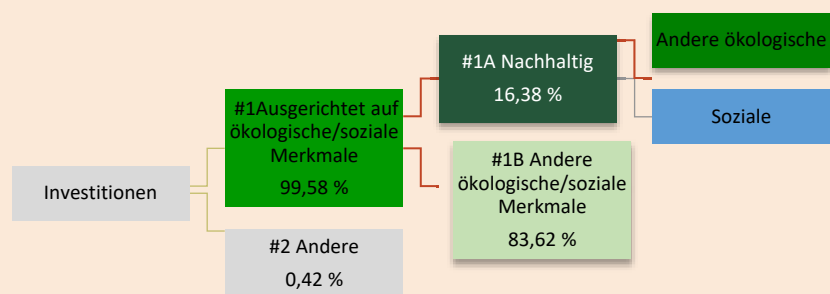 Investitionen
#1Ausgerichtet auf
ökologische/soziale
Merkmale
99,58 %
#2 Andere
0,42 %
#1A Nachhaltig
16,38 %
#1B Andere
ökologische/soziale
Merkmale
83,62 %
Andere ökologische
Soziale